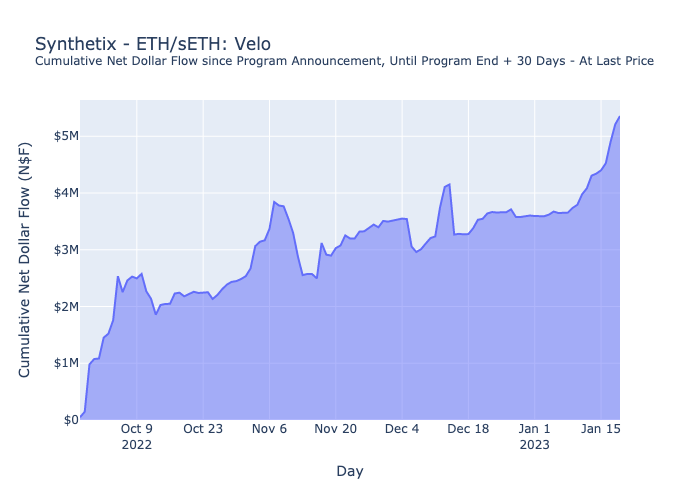 Synthetix - ETH/sETH: Velo
Cumulative Net Dollar Flow since Program Announcement, Until Program End + 30 Days - At Last Price
Cumulative Net Dollar Flow (N$F)
$5M
$4M
$3M
$2M
$1M
$0
Oct 9 Oct 23 Nov 6 Nov 20 Dec 4 Dec 18 Jan 1 Jan 15
2022 2023
Day